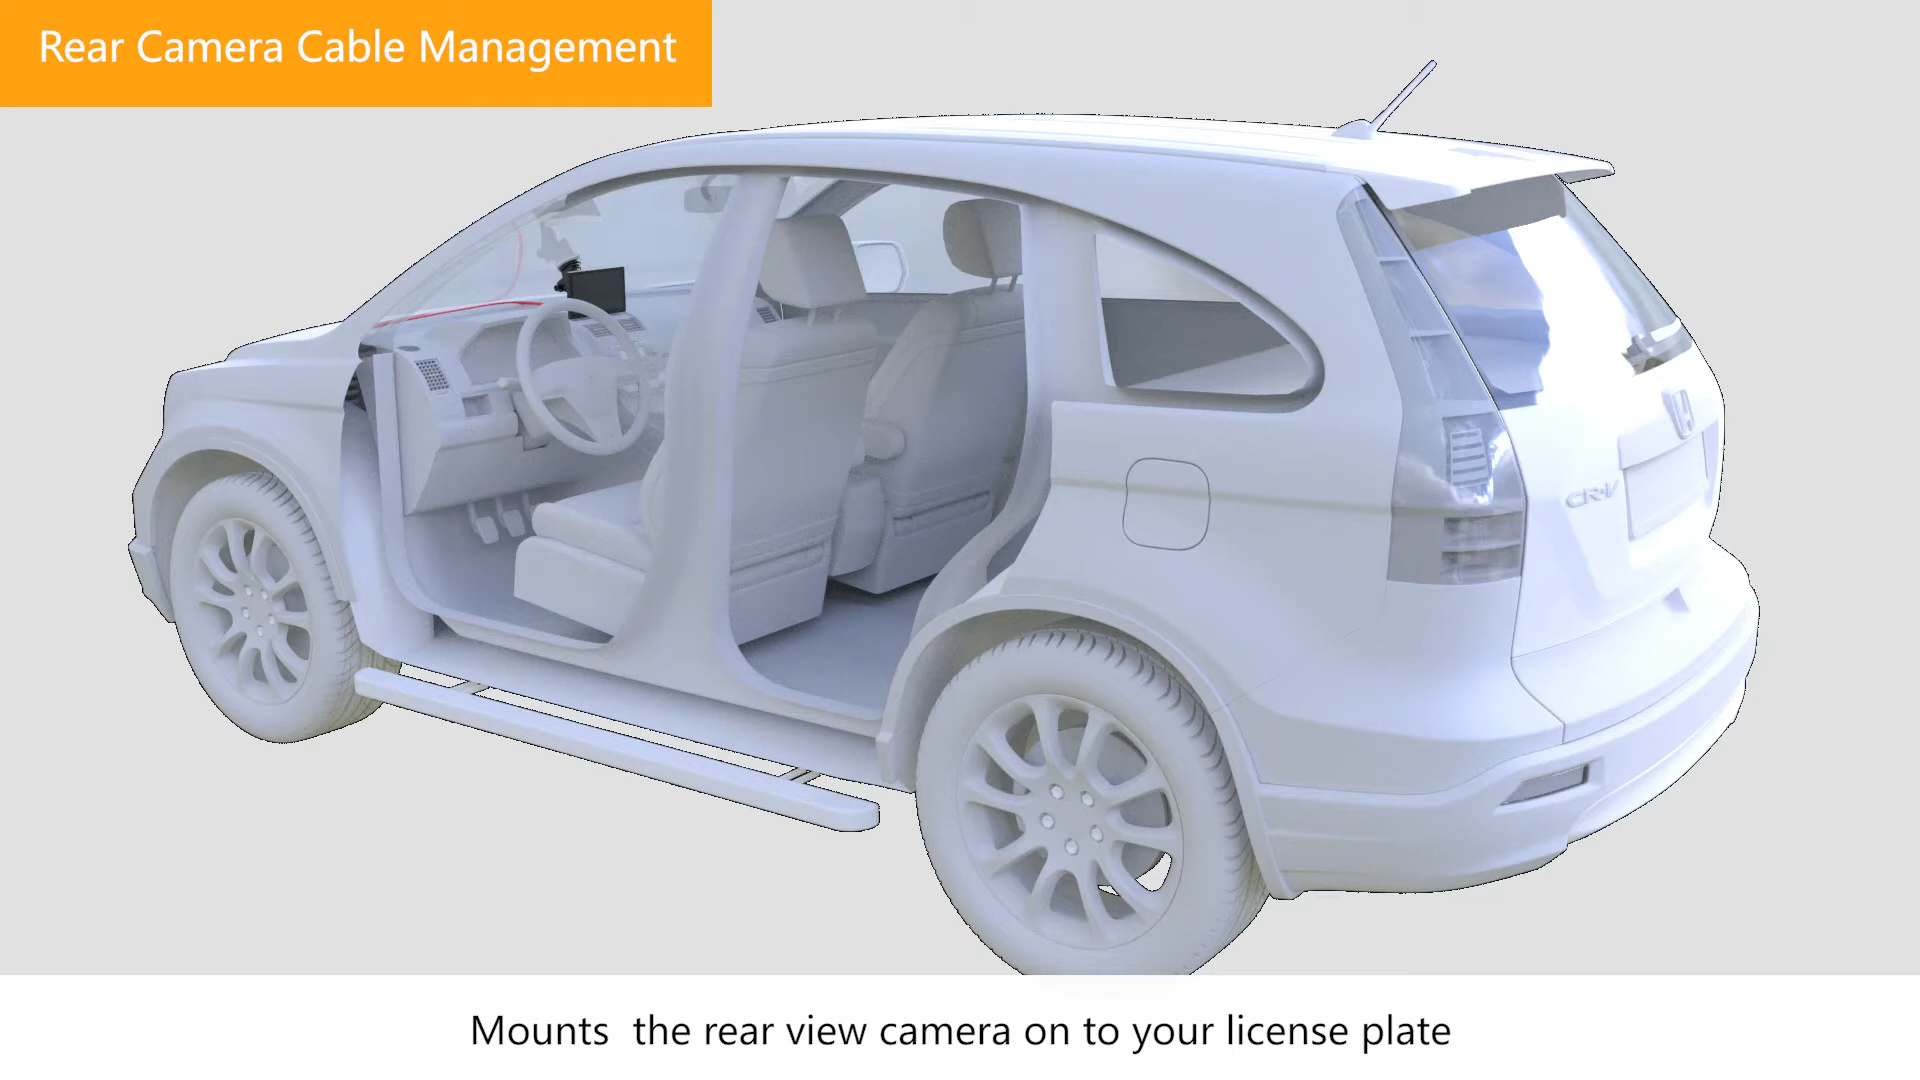 Rear Camera Cable Management
CR-V
Mounts the rear view camera on to your license plate